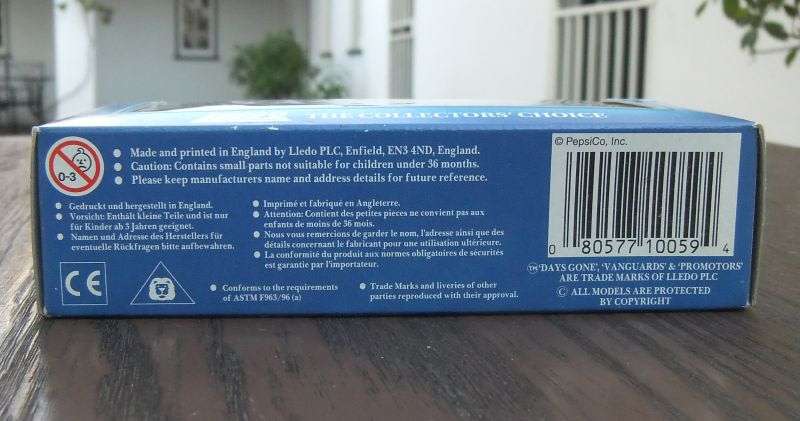 THE COLLECTORS' CHOICE
0-3
● Made and printed in England by Lledo PLC, Enfield, EN3 4ND, England.
● Caution: Contains small parts not suitable for children under 36 months.
● Please keep manufacturers name and address details for future reference.
● Gedruckt und hergestellt in England.
● Vorsicht: Enthält kleine Teile und ist nur
für Kinder ab 3 Jahren geeignet.
● Namen und Adresse des Herstellers für
eventuelle Rückfragen bitte aufbewahren.
● Imprimé et fabriqué en Angleterre.
● Attention: Contient des petites pièces ne convient pas aux
enfants de moins de 36 mois.
● Nous vous remercions de garder le nom, l'adresse ainsi que des
détails concernant le fabricant pour une utilisation ultérieure.
● La conformité du produit aux normes obligatoires de sécurités
est garantie par l'importateur.
CE
● Conforms to the requirements
of ASTM F963/96 (a)
● Trade Marks and liveries of other
parties reproduced with their approval.
© PepsiCo, Inc.
0 80577 10059 4
™ 'DAYS GONE', 'VANGUARDS' & 'PROMOTORS'
ARE TRADE MARKS OF LLEDO PLC
© ALL MODELS ARE PROTECTED
BY COPYRIGHT